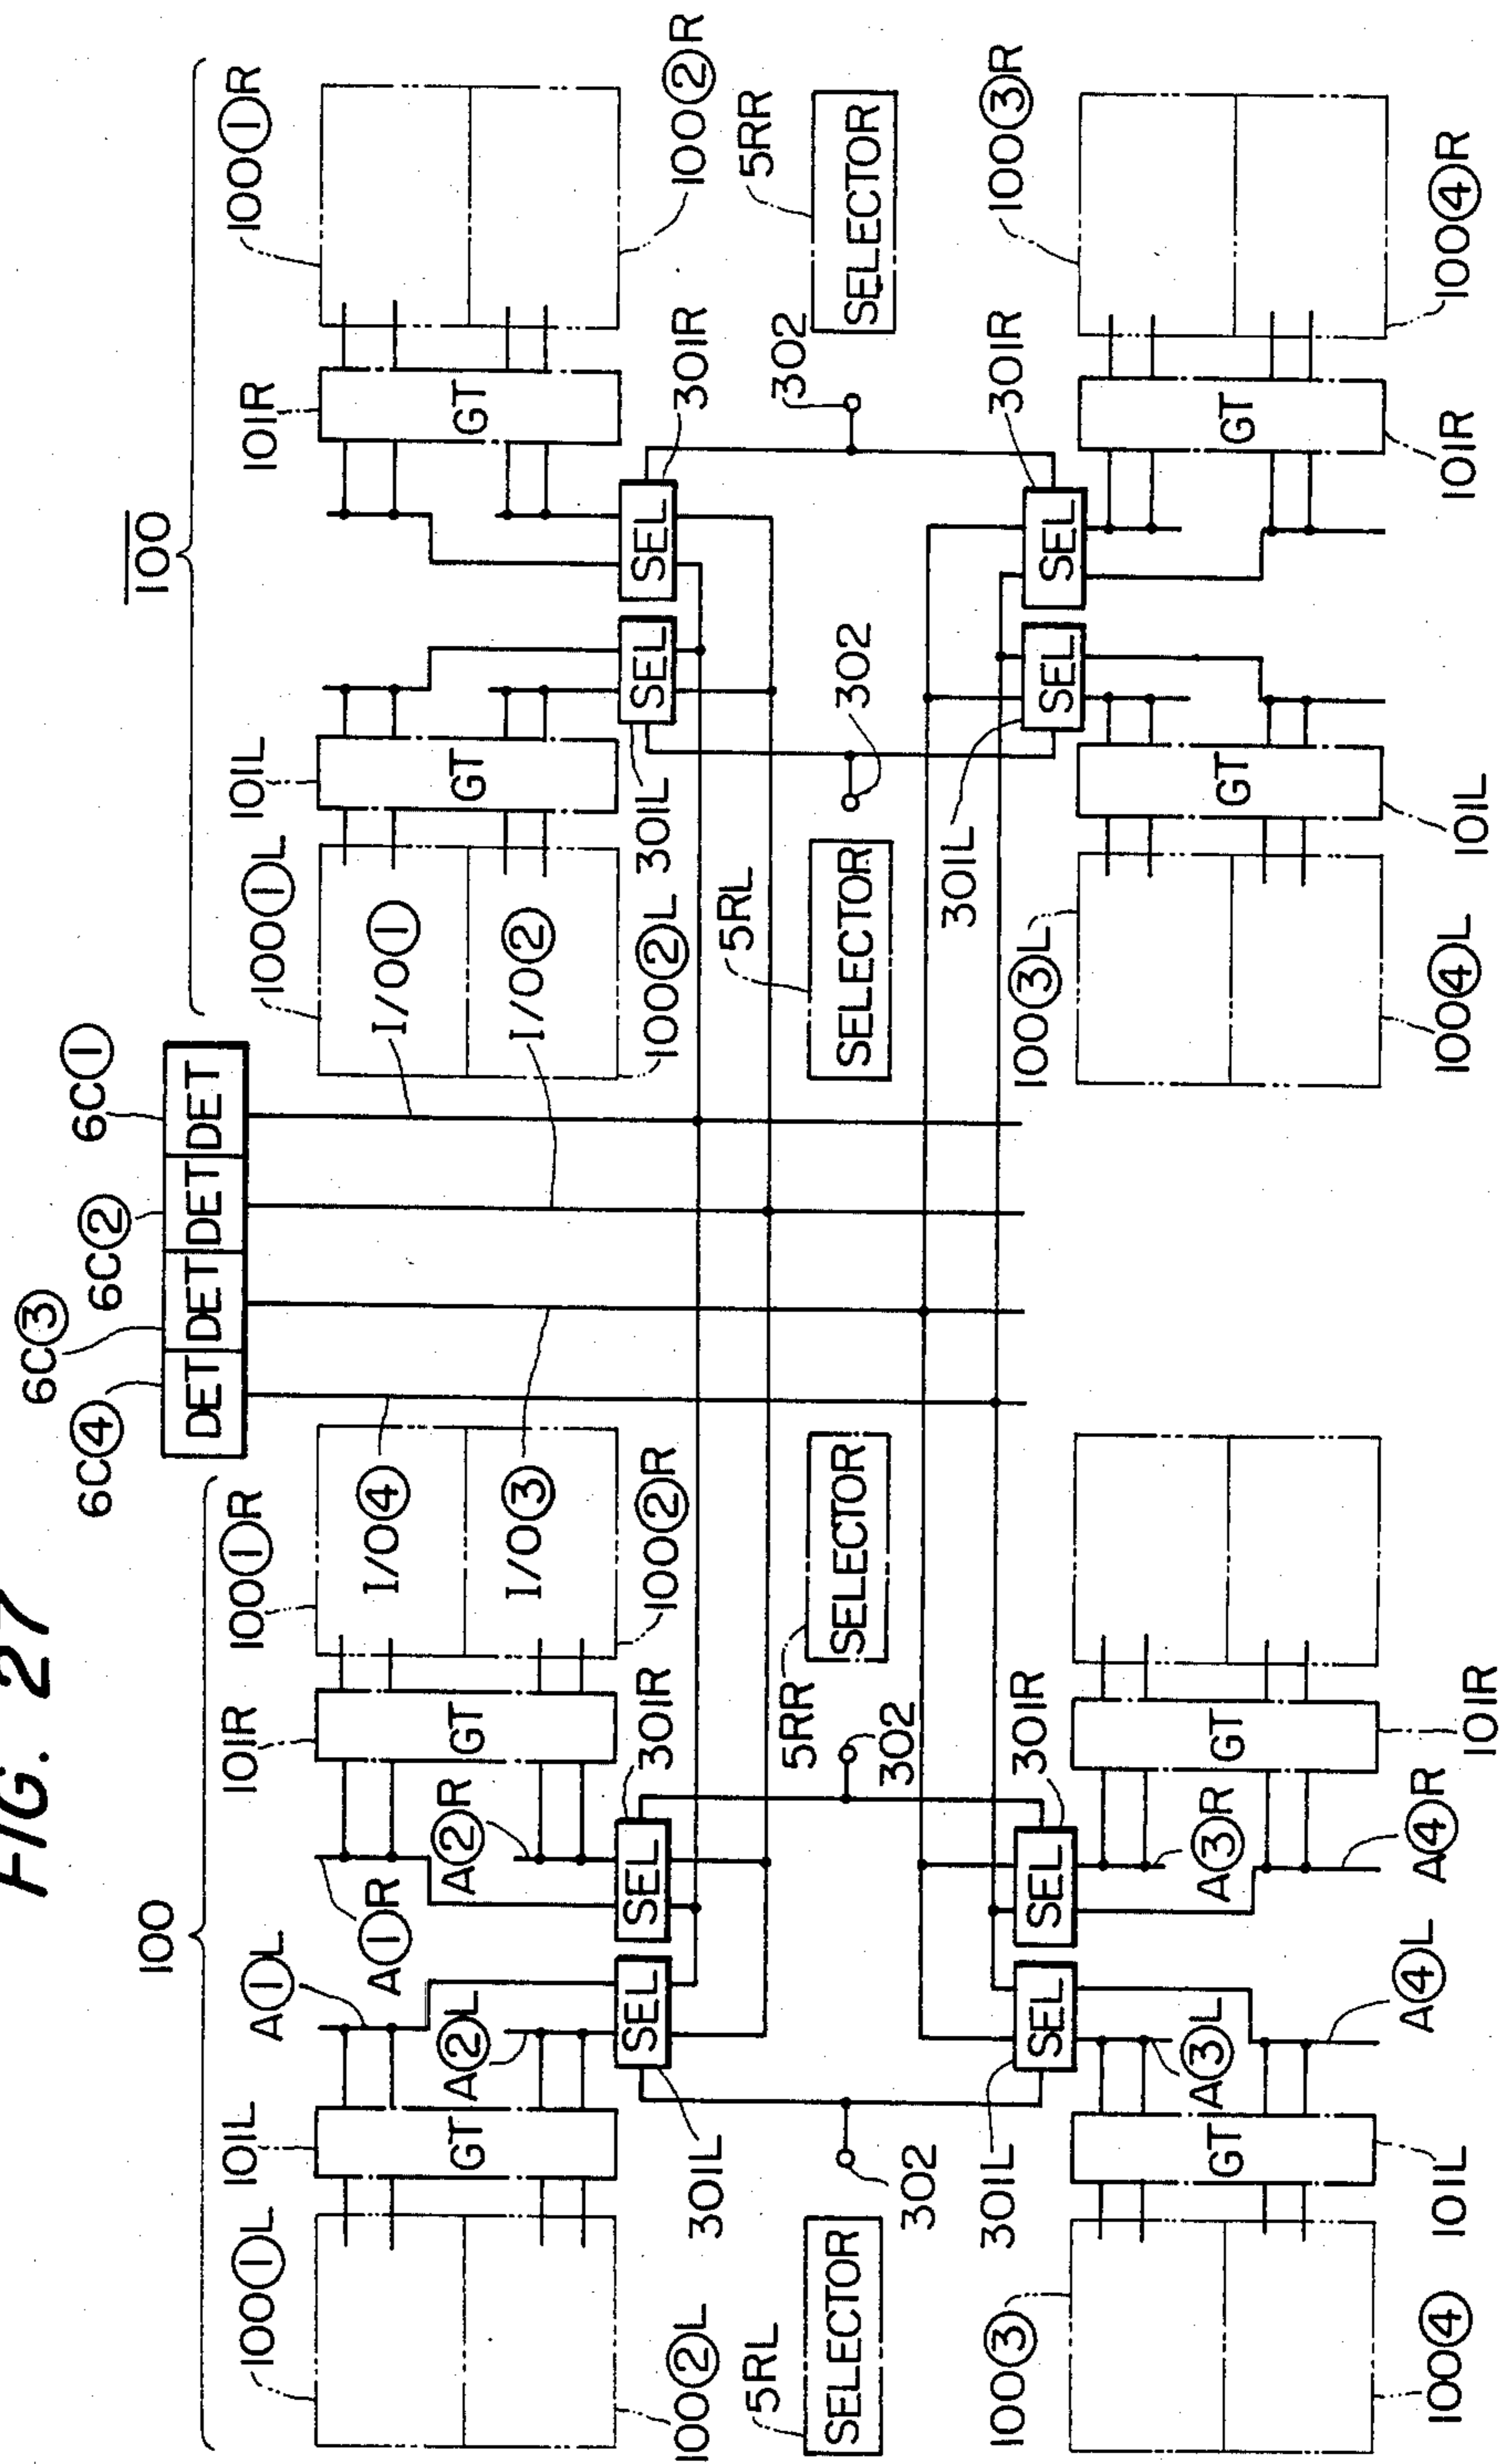 FIG. 27
100
100
6C④
6C③
6C②
6C①
DET
DET
DET
DET
100①L
101L
A①L
A①R
101R
100①R
100①L
101L
101R
100①R
GT
GT
GT
GT
I/O④
I/O③
I/O①
I/O②
A②L
A②R
100②L
301L
301R
100②R
100②L
301L
301R
100②R
SEL
SEL
SEL
SEL
5RL
302
302
5RR
5RL
302
302
5RR
SELECTOR
SELECTOR
SELECTOR
SELECTOR
301L
301R
301L
301R
SEL
SEL
SEL
SEL
100③
A③L
A③R
100③L
100③R
GT
GT
GT
GT
100④
101L
A④L
A④R
101R
100④L
101L
101R
100④R